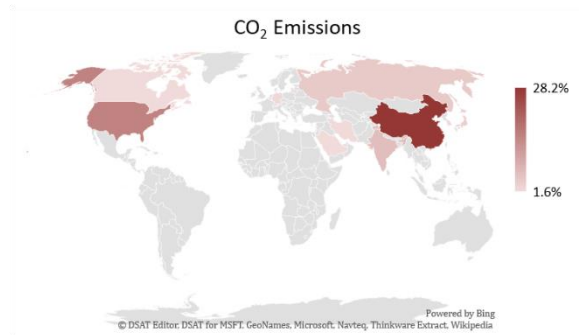 CO₂ Emissions
28.2%
1.6%
Powered by Bing
© DSAT Editor, DSAT for MSFT, GeoNames, Microsoft, Navteq, Thinkware Extract, Wikipedia